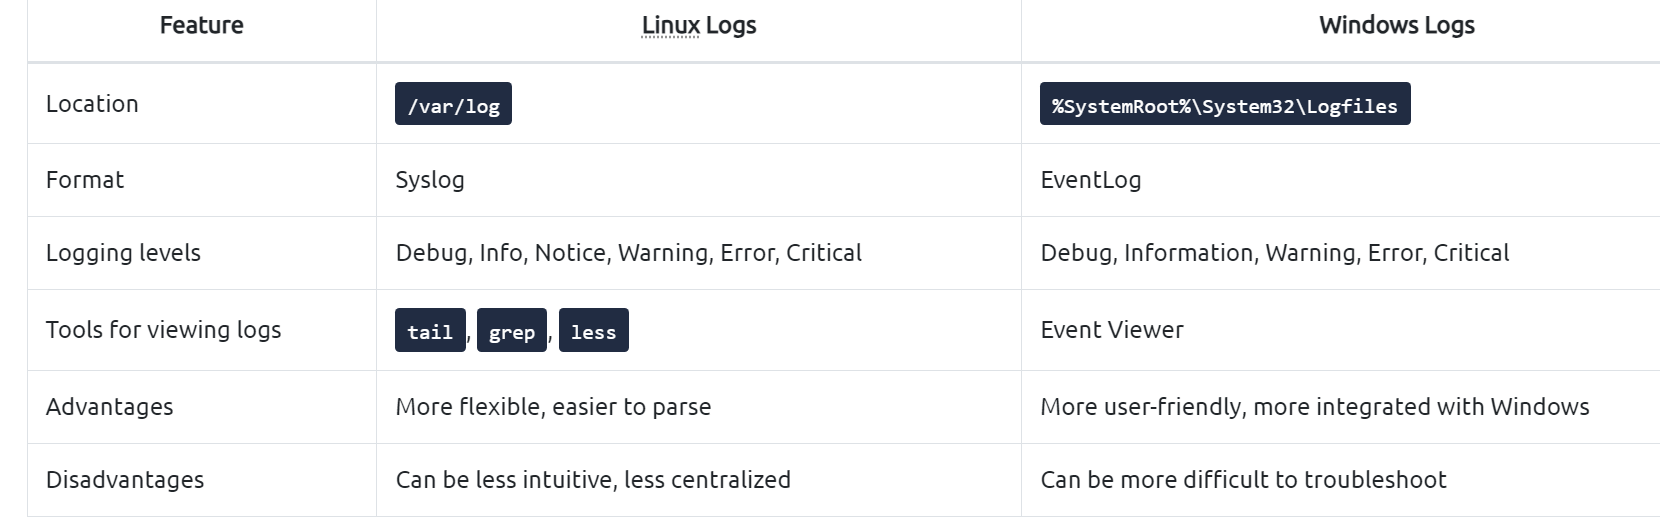 Feature Linux Logs Windows Logs
Location /var/log %SystemRoot%\System32\Logfiles
Format Syslog EventLog
Logging levels Debug, Info, Notice, Warning, Error, Critical Debug, Information, Warning, Error, Critical
Tools for viewing logs tail, grep, less Event Viewer
Advantages More flexible, easier to parse More user-friendly, more integrated with Windows
Disadvantages Can be less intuitive, less centralized Can be more difficult to troubleshoot